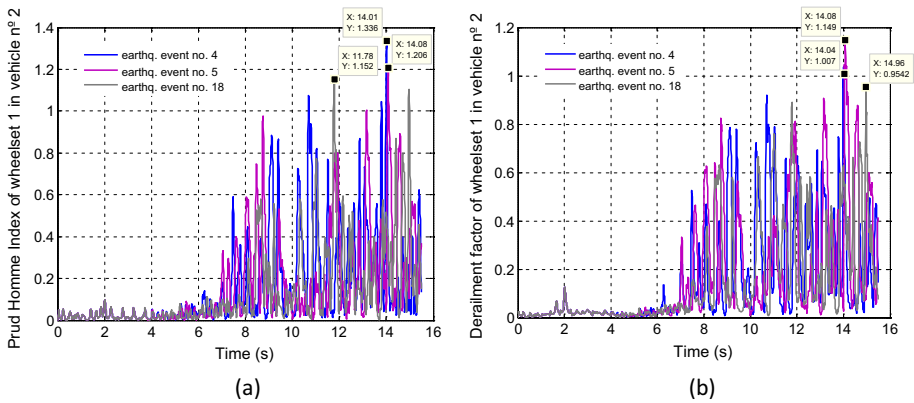 X: 14.01
Y: 1.336
X: 14.08
Y: 1.206
X: 11.78
Y: 1.152
earthq. event no. 4
earthq. event no. 5
earthq. event no. 18
Prud Homme Index of wheelset 1 in vehicle nº 2
1.4
1.2
1
0.8
0.6
0.4
0.2
0
0 2 4 6 8 10 12 14 16
Time (s)
(a)
X: 14.08
Y: 1.149
X: 14.04
Y: 1.007
X: 14.96
Y: 0.9542
earthq. event no. 4
earthq. event no. 5
earthq. event no. 18
Derailment factor of wheelset 1 in vehicle nº 2
1.2
1
0.8
0.6
0.4
0.2
0
0 2 4 6 8 10 12 14 16
Time (s)
(b)